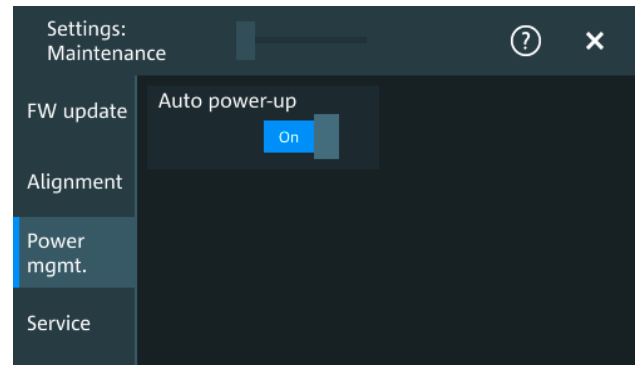 Settings:
Maintenance
?
FW update
Auto power-up
On
Alignment
Power
mgmt.
Service